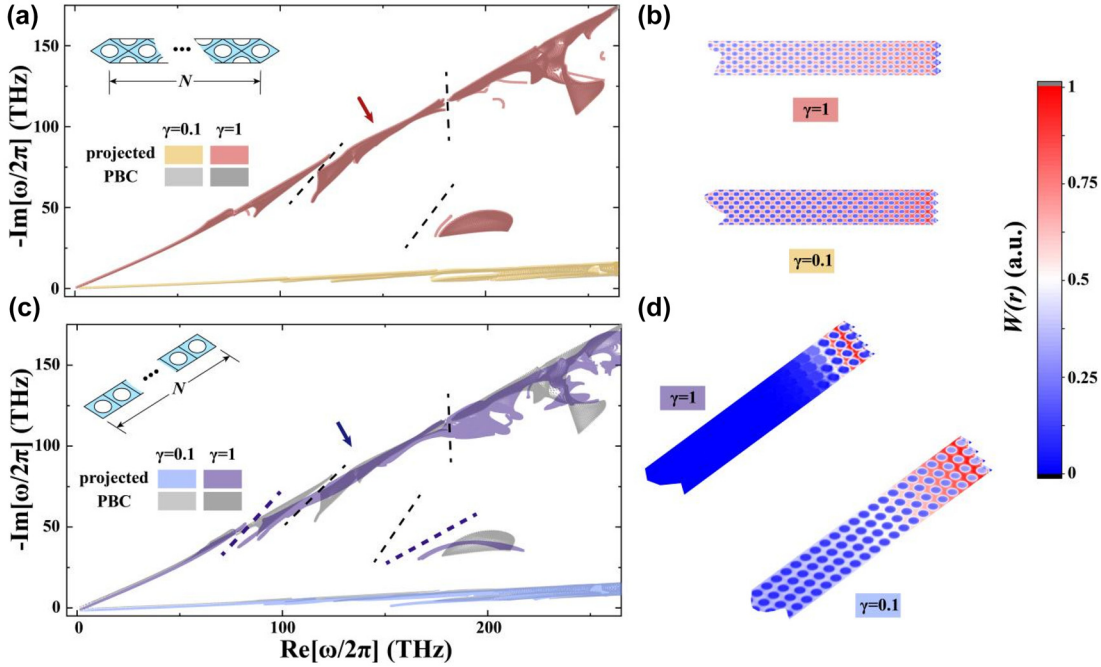 (a)
N
γ=0.1 γ=1
projected
PBC
-Im[ω/2π] (THz)
150
100
50
0
(b)
γ=1
γ=0.1
1
0.75
0.5
0.25
0
W(r) (a.u.)
(c)
N
γ=0.1 γ=1
projected
PBC
-Im[ω/2π] (THz)
150
100
50
0
0 100 200
Re[ω/2π] (THz)
(d)
γ=1
γ=0.1